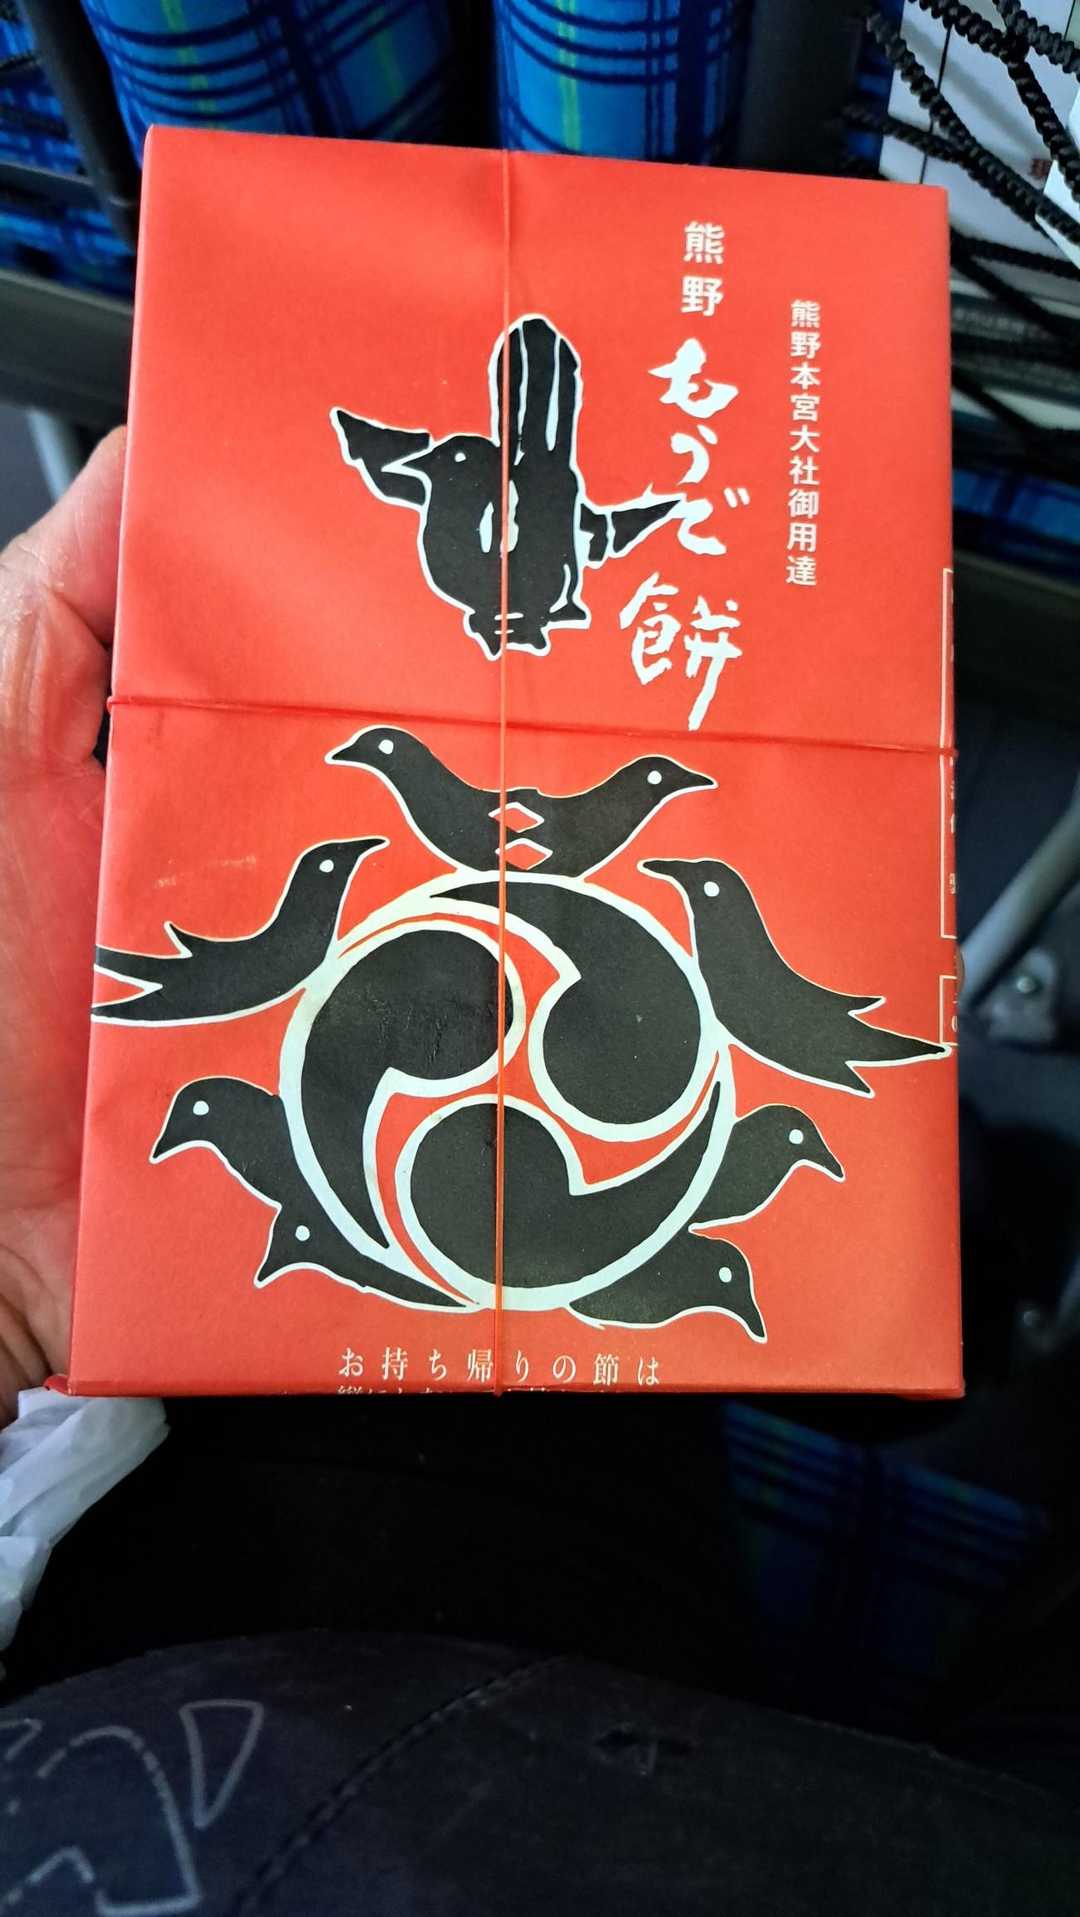 熊野本宮大社御用達
熊野
もうで餅
お持ち帰りの節は